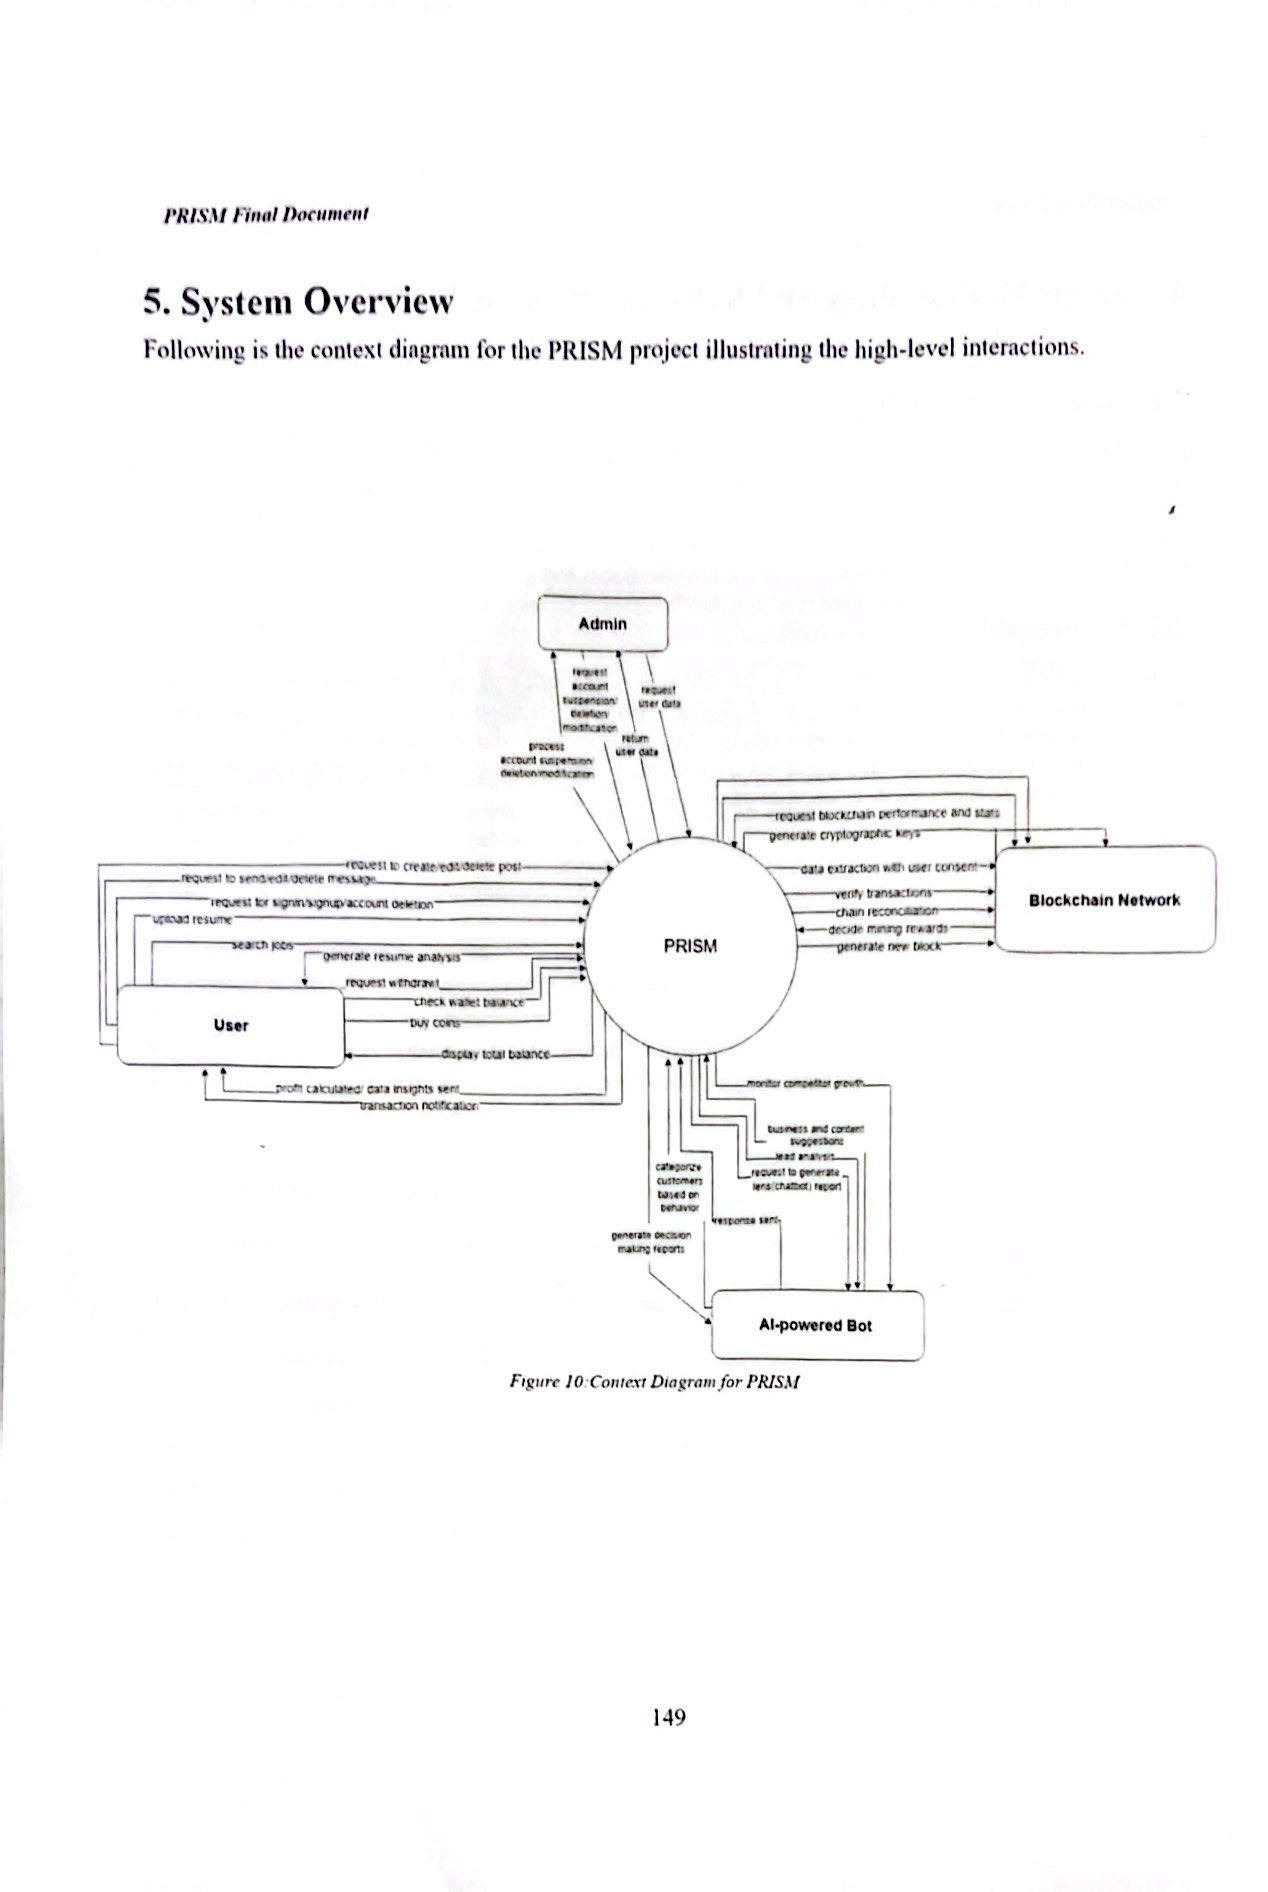 PRISM Final Document
5. System Overview
Following is the context diagram for the PRISM project illustrating the high-level interactions.
Admin
request
account
suspension/
deletion/
modification
request
user data
return
user data
process
account suspension/
deletion/modification
request blockchain performance and stats
generate cryptographic keys
request to create/edit/delete post
request to send/edit/delete message
data extraction with user consent
verify transactions
Blockchain Network
request for signin/signup/account deletion
chain reconciliation
upload resume
decide mining rewards
search jobs
PRISM
generate new block
generate resume analysis
request withdrawl
check wallet balance
User
buy coins
display total balance
profit calculated/ data insights sent
transaction notification
monitor competitor growth
business and content
suggestions
lead analysis
request to generate
lens(chatbot) report
categorize
customers
based on
behavior
response sent
generate decision
making reports
AI-powered Bot
Figure 10:Context Diagram for PRISM
149